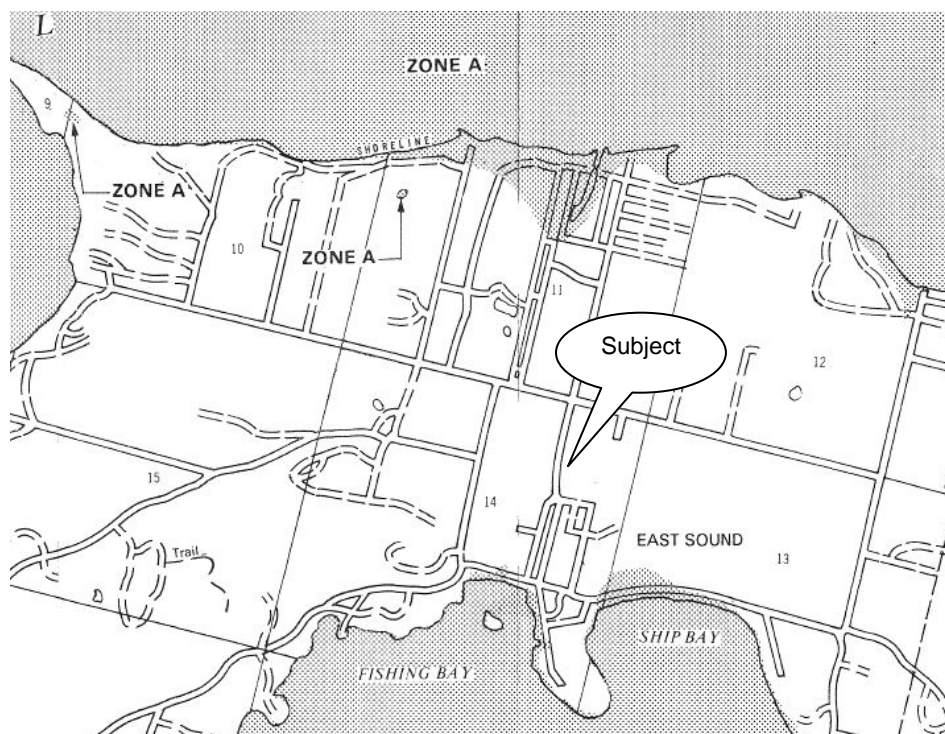 L
ZONE A
9
SHORELINE
ZONE A
10
ZONE A
11
Subject
12
15
14
EAST SOUND
13
Trail
SHIP BAY
FISHING BAY